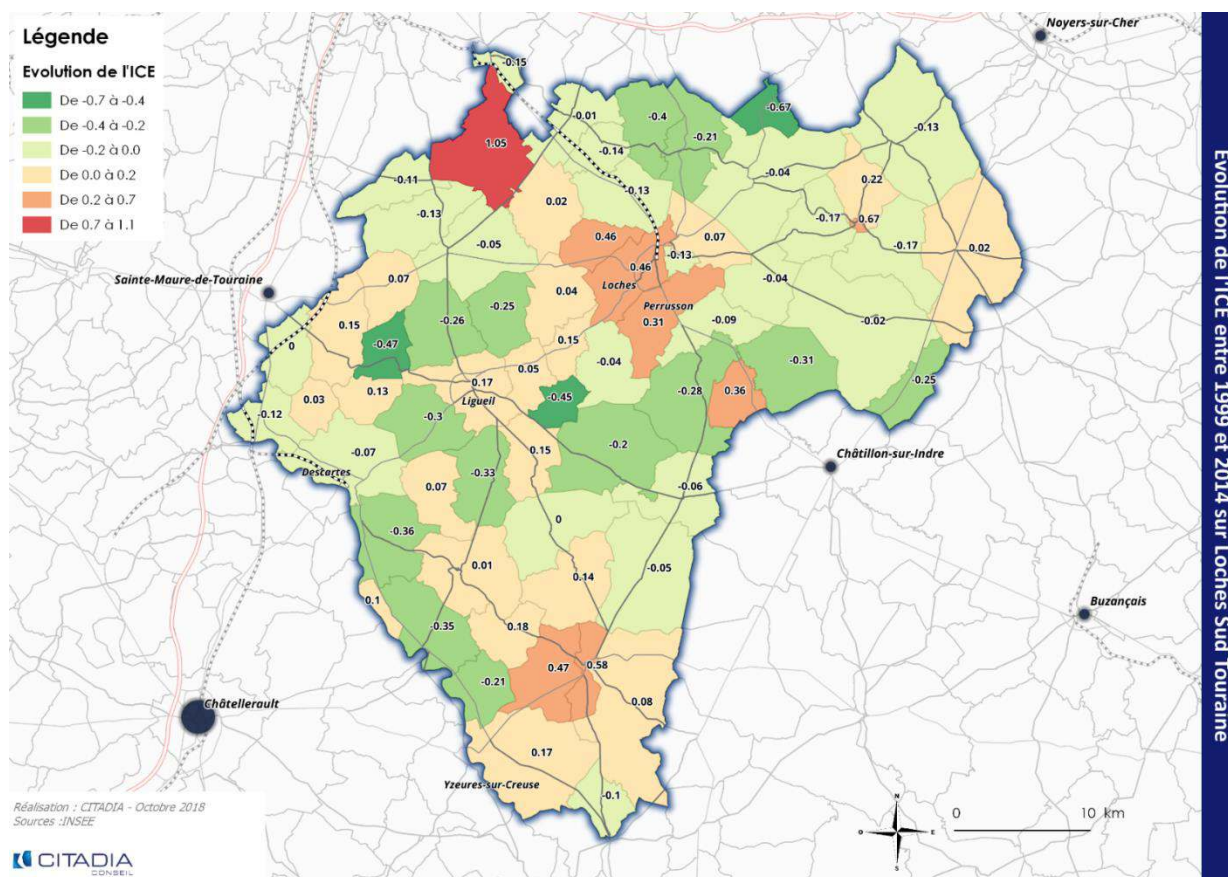 Légende
Evolution de l'ICE
De -0.7 à -0.4
De -0.4 à -0.2
De -0.2 à 0.0
De 0.0 à 0.2
De 0.2 à 0.7
De 0.7 à 1.1
Noyers-sur-Cher
-0.15
-0.67
-0.01
-0.4
-0.13
-0.21
1.05
-0.14
-0.04
-0.11
0.22
-0.13
0.02
-0.13
-0.17
-0.67
0.46
0.07
-0.05
-0.13
-0.17
0.02
0.46
Sainte-Maure-de-Touraine
0.07
Loches
-0.04
0.04
Perrusson
-0.25
-0.26
0.31
-0.09
-0.02
0.15
0.15
0
-0.47
-0.04
-0.31
0.05
0.17
-0.25
0.13
-0.28
0.36
0.03
Ligueil
-0.45
-0.12
-0.3
-0.2
0.15
-0.07
Châtillon-sur-Indre
Descartes
-0.33
0.07
-0.06
0
-0.36
0.01
-0.05
0.14
0.1
Buzançais
-0.35
0.18
0.47
0.58
-0.21
Châtellerault
0.08
0.17
Yzeures-sur-Creuse
-0.1
N
O
E
S
0
10 km
Réalisation : CITADIA - Octobre 2018
Sources :INSEE
CITADIA
CONSEIL
Evolution de l'ICE entre 1999 et 2014 sur Loches Sud Touraine